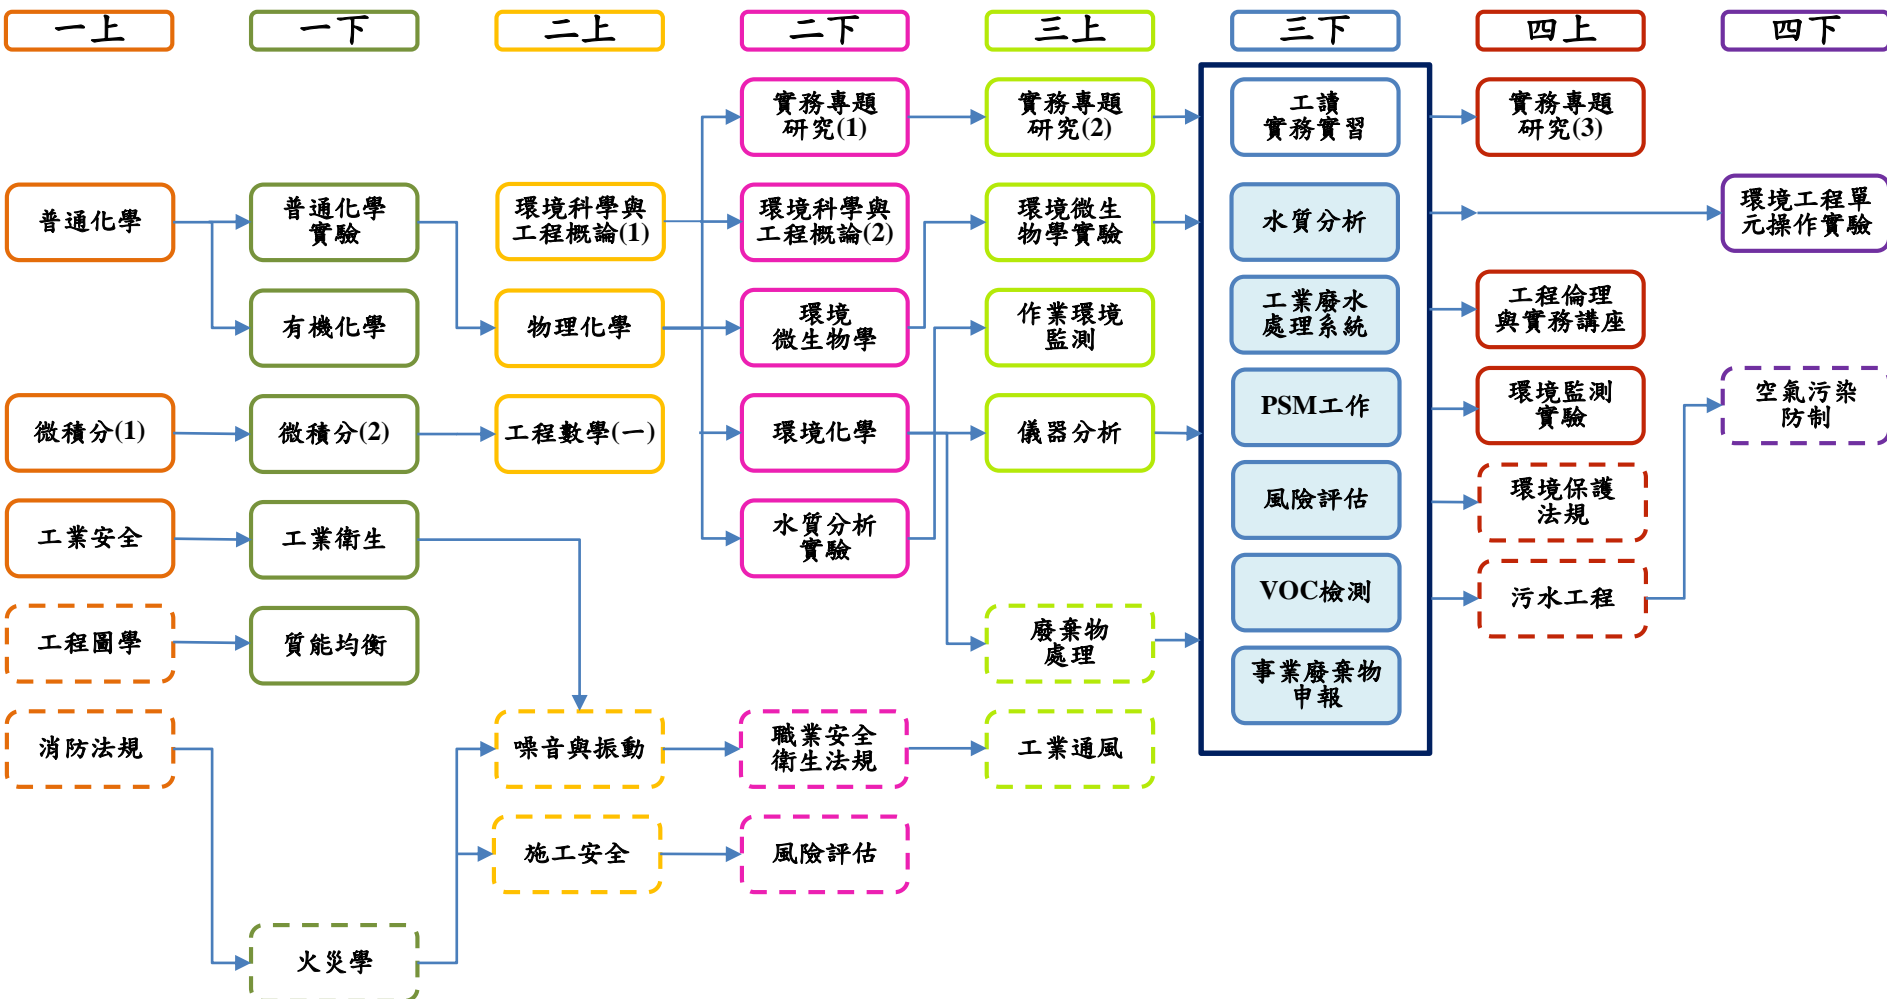 一上
一下
二上
二下
三上
三下
四上
四下
普通化學
微積分(1)
工業安全
工程圖學
消防法規
普通化學
實驗
有機化學
微積分(2)
工業衛生
質能均衡
火災學
環境科學與
工程概論(1)
物理化學
工程數學(一)
噪音與振動
施工安全
實務專題
研究(1)
環境科學與
工程概論(2)
環境
微生物學
環境化學
水質分析
實驗
職業安全
衛生法規
風險評估
實務專題
研究(2)
環境微生
物學實驗
作業環境
監測
儀器分析
廢棄物
處理
工業通風
工讀
實務實習
水質分析
工業廢水
處理系統
PSM工作
風險評估
VOC檢測
事業廢棄物
申報
實務專題
研究(3)
工程倫理
與實務講座
環境監測
實驗
環境保護
法規
污水工程
環境工程單
元操作實驗
空氣污染
防制